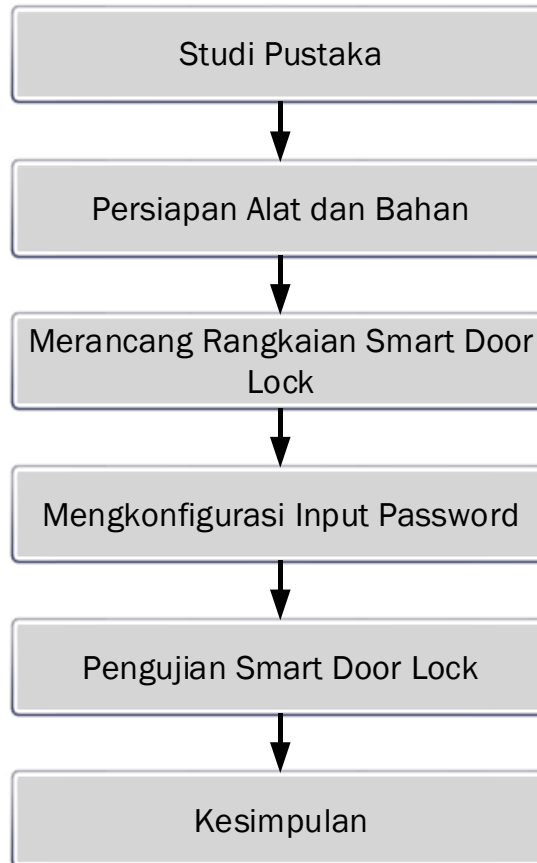 Studi Pustaka
Persiapan Alat dan Bahan
Merancang Rangkaian Smart Door
Lock
Mengkonfigurasi Input Password
Pengujian Smart Door Lock
Kesimpulan